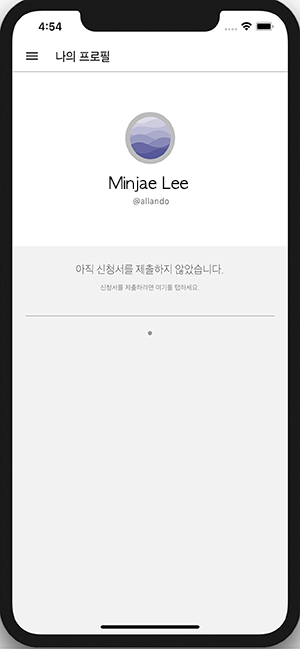 4:54
나의 프로필
Minjae Lee
@allando
아직 신청서를 제출하지 않았습니다.
신청서를 제출하려면 여기를 탭하세요.